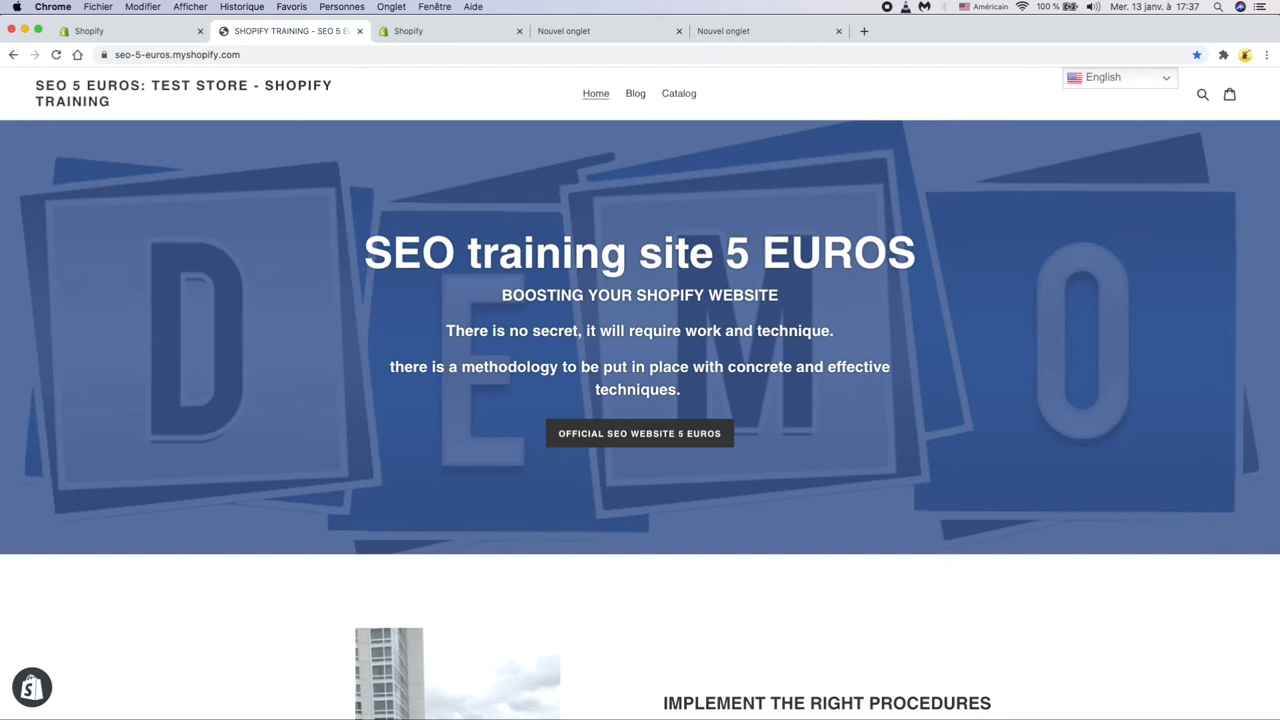 Chrome Fichier Modifier Afficher Historique Favoris Personnes Onglet Fenêtre Aide Américain 100 % Mer. 13 janv. à 17:37
Shopify SHOPIFY TRAINING - SEO 5 E Shopify Nouvel onglet Nouvel onglet
seo-5-euros.myshopify.com
English
SEO 5 EUROS: TEST STORE - SHOPIFY
TRAINING
Home Blog Catalog
DEMO
SEO training site 5 EUROS
BOOSTING YOUR SHOPIFY WEBSITE
There is no secret, it will require work and technique.
there is a methodology to be put in place with concrete and effective
techniques.
OFFICIAL SEO WEBSITE 5 EUROS
IMPLEMENT THE RIGHT PROCEDURES